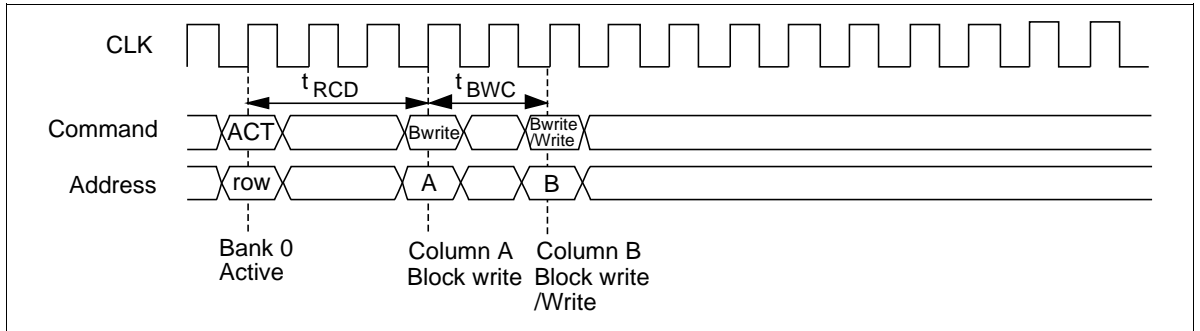 CLK
t RCD
t BWC
Command
ACT
Bwrite
Bwrite
/Write
Address
row
A
B
Bank 0
Active
Column A
Block write
Column B
Block write
/Write